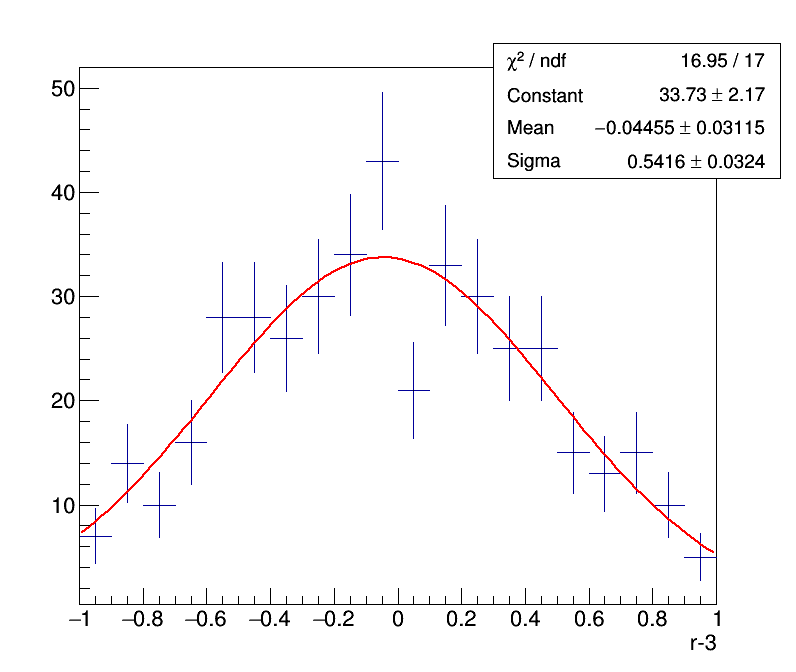 χ² / ndf 16.95 / 17
Constant 33.73 ± 2.17
Mean −0.04455 ± 0.03115
Sigma 0.5416 ± 0.0324
50
40
30
20
10
−1 −0.8 −0.6 −0.4 −0.2 0 0.2 0.4 0.6 0.8 1
r-3